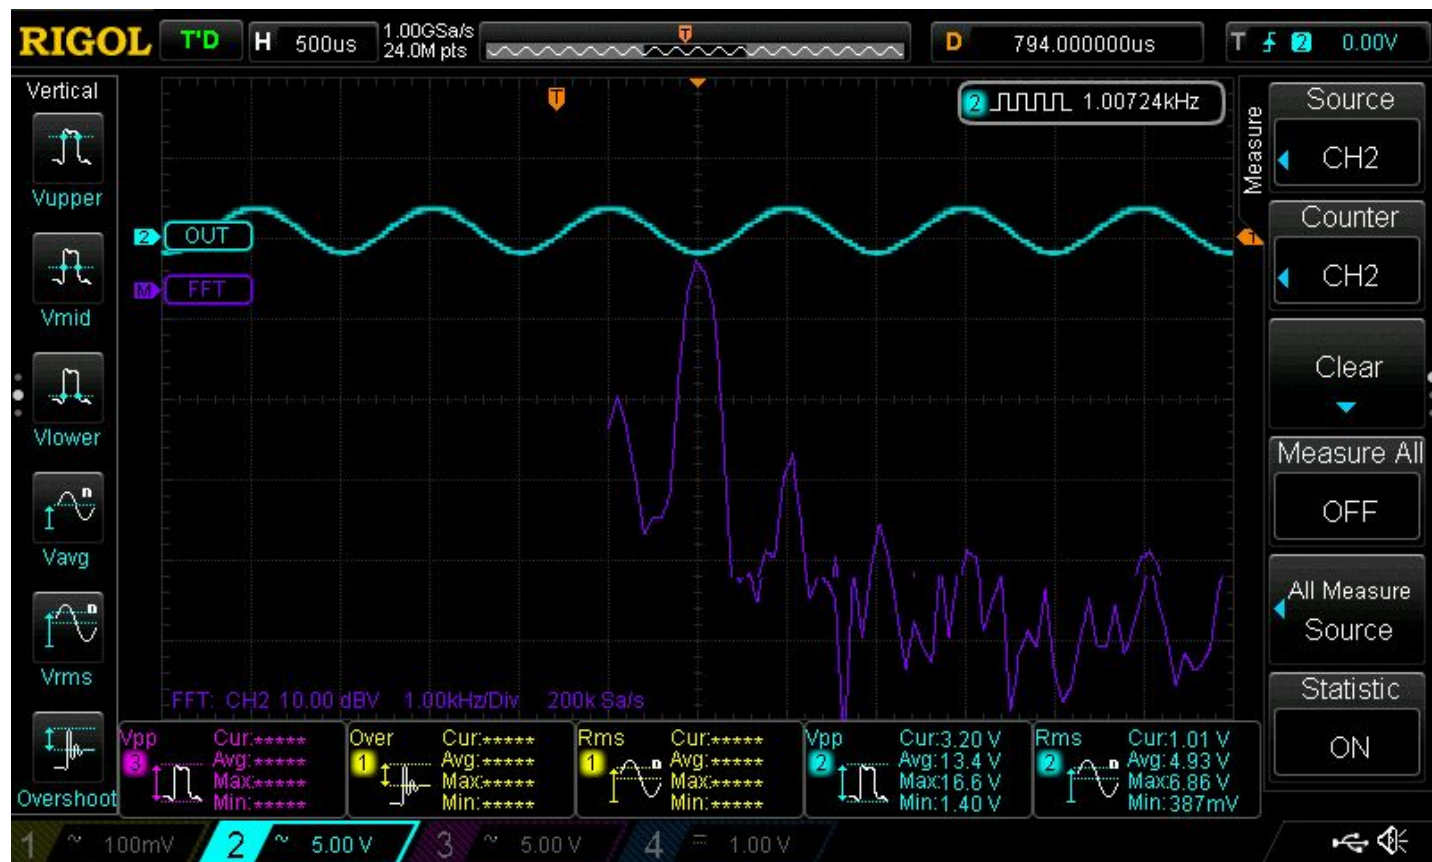 RIGOL T'D H 500us 1.00GSa/s 24.0M pts T D 794.000000us T 2 0.00V
Vertical
Vupper
Vmid
Vlower
Vavg
Vrms
Overshoot
T
2 1.00724kHz
2 OUT
M FFT
T
FFT: CH2 10.00 dBV 1.00kHz/Div 200k Sa/s
Measure
Source
CH2
Counter
CH2
Clear
Measure All
OFF
All Measure
Source
Statistic
ON
Vpp 3 Cur:*****
Avg:*****
Max:*****
Min:*****
Over 1 Cur:*****
Avg:*****
Max:*****
Min:*****
Rms 1 n Cur:*****
Avg:*****
Max:*****
Min:*****
Vpp 2 Cur:3.20 V
Avg:13.4 V
Max:16.6 V
Min:1.40 V
Rms 2 n Cur:1.01 V
Avg:4.93 V
Max:6.86 V
Min:387mV
1 ~ 100mV 2 ~ 5.00 V 3 ~ 5.00 V 4 = 1.00 V